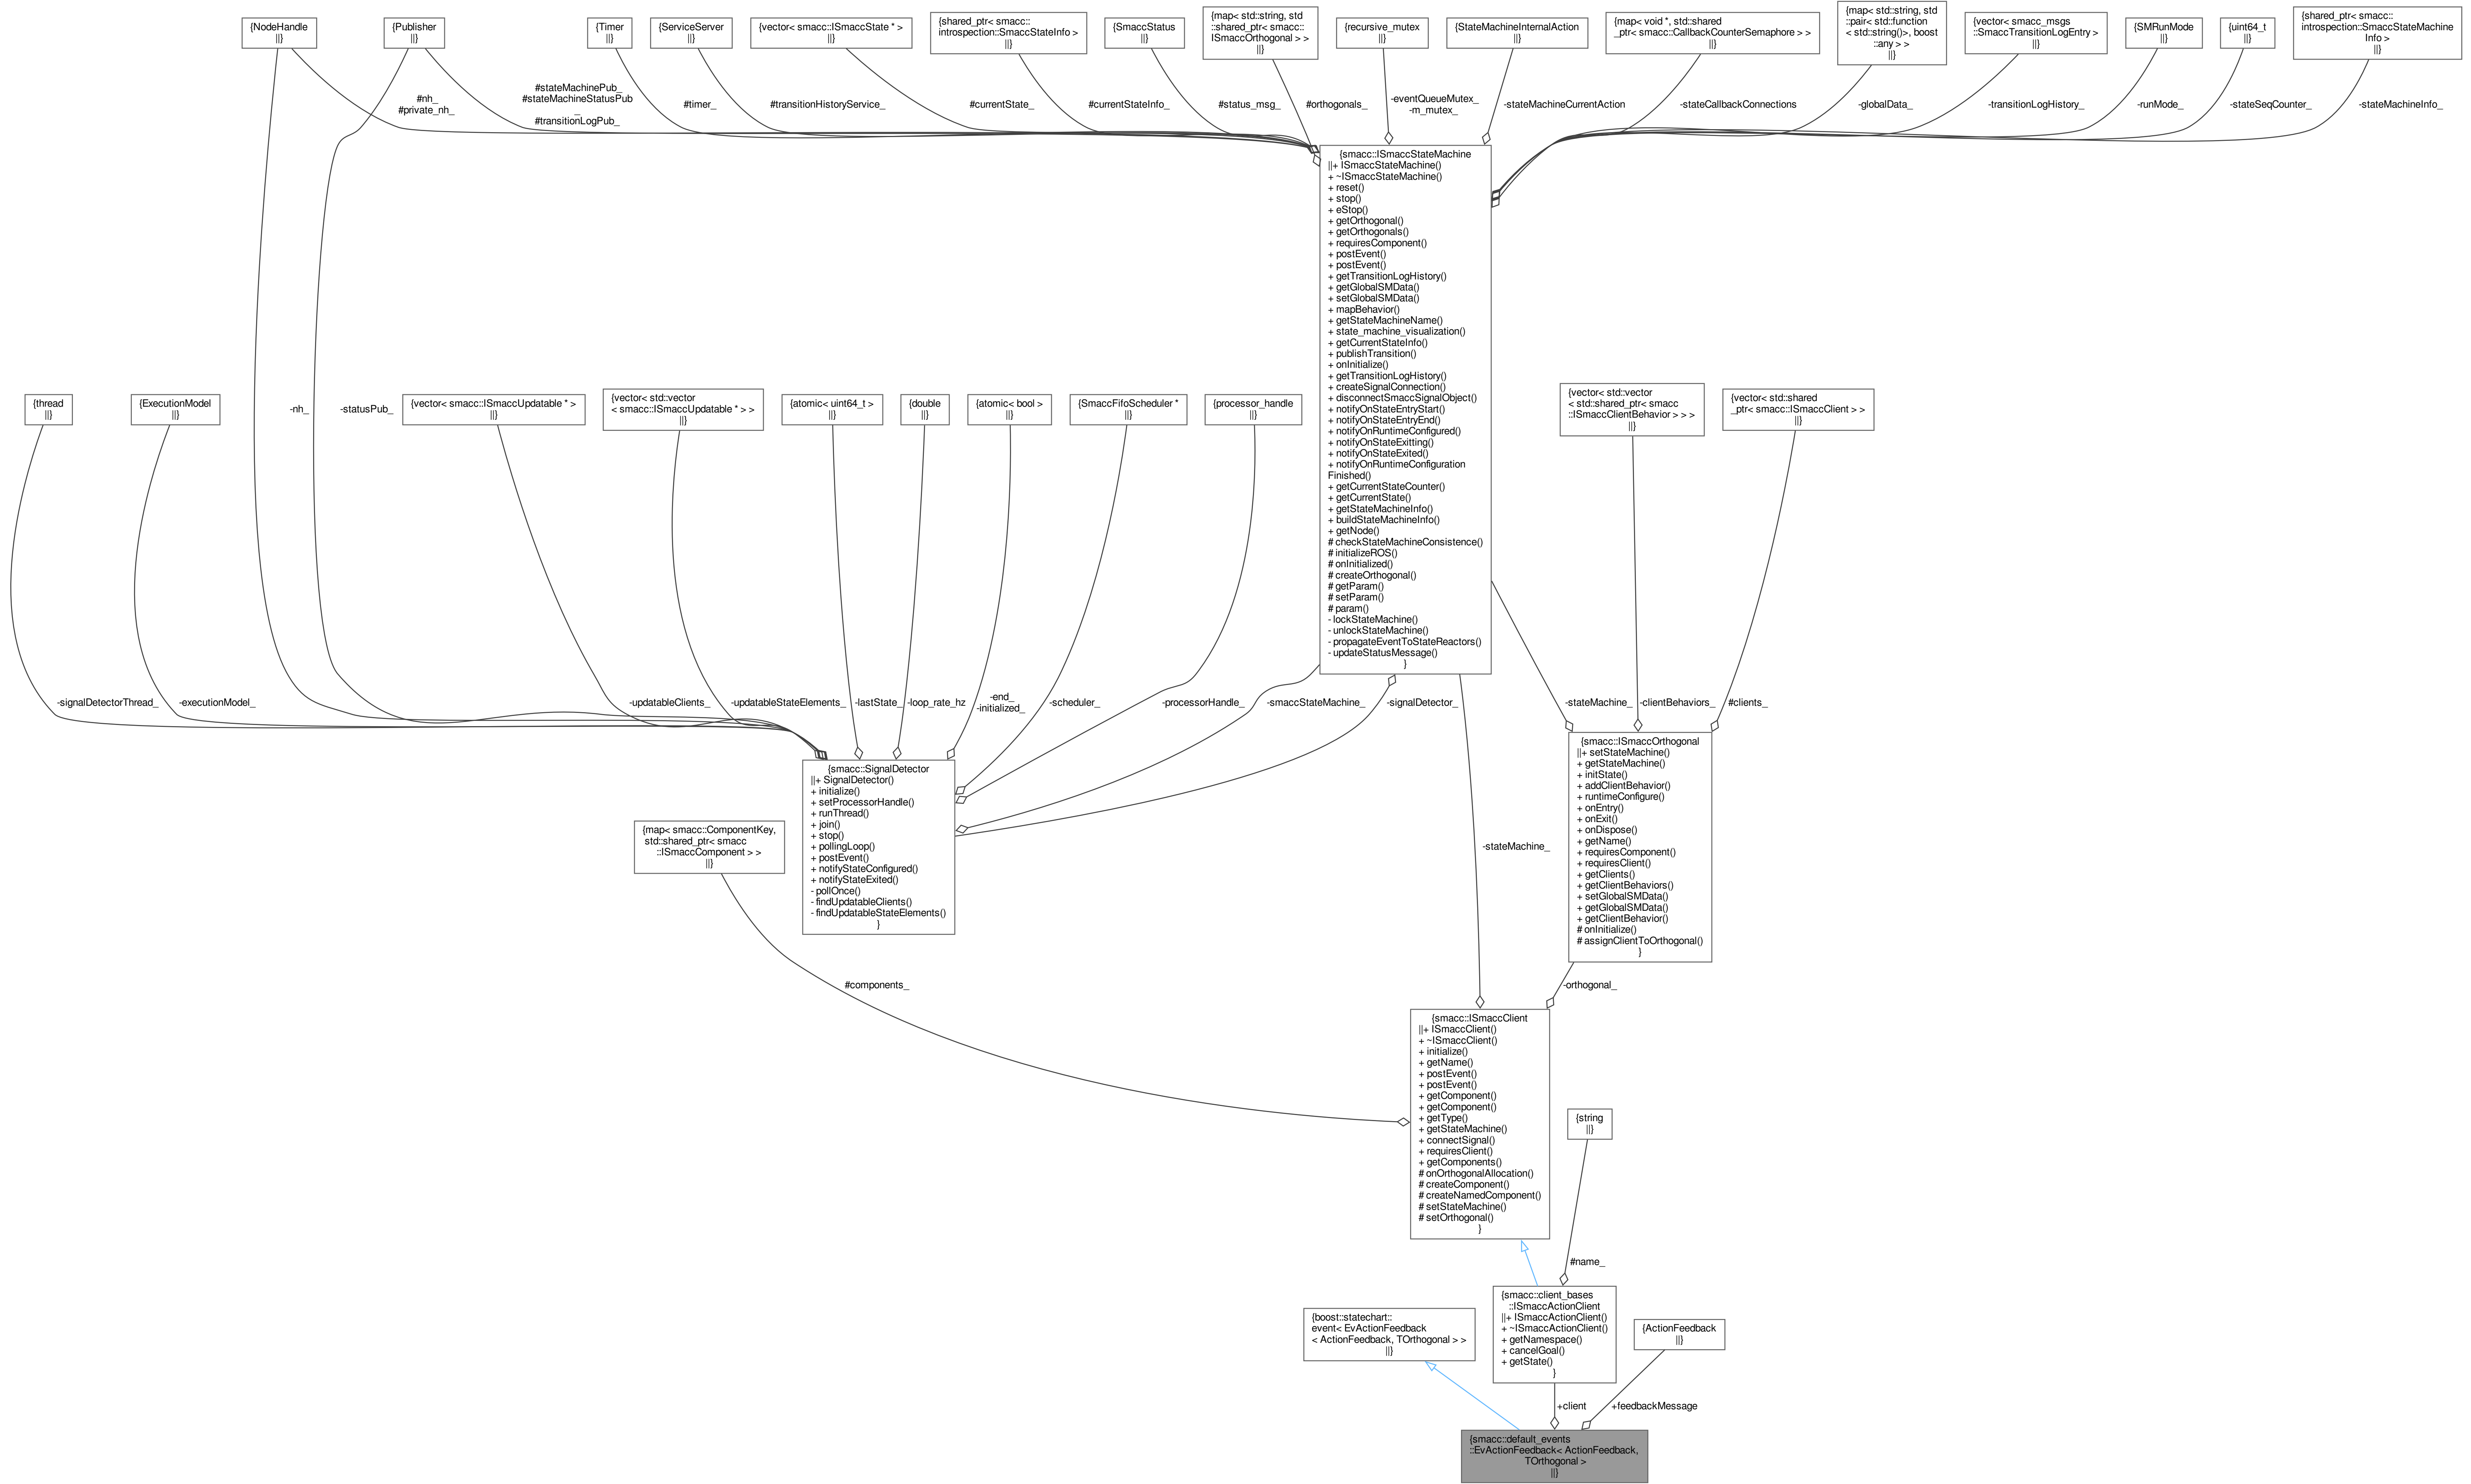 {NodeHandle
||}
{Publisher
||}
{Timer
||}
{ServiceServer
||}
{vector< smacc::ISmaccState * >
||}
{shared_ptr< smacc::
introspection::SmaccStateInfo >
||}
{SmaccStatus
||}
{map< std::string, std
::shared_ptr< smacc::
ISmaccOrthogonal > >
||}
{recursive_mutex
||}
{StateMachineInternalAction
||}
{map< void *, std::shared
_ptr< smacc::CallbackCounterSemaphore > >
||}
{map< std::string, std
::pair< std::function
< std::string()>, boost
::any > >
||}
{vector< smacc_msgs
::SmaccTransitionLogEntry >
||}
{SMRunMode
||}
{uint64_t
||}
{shared_ptr< smacc::
introspection::SmaccStateMachine
Info >
||}
#nh_
#private_nh_
#stateMachinePub_
#stateMachineStatusPub
_
#transitionLogPub_
#timer_
#transitionHistoryService_
#currentState_
#currentStateInfo_
#status_msg_
#orthogonals_
-eventQueueMutex_
-m_mutex_
-stateMachineCurrentAction
-stateCallbackConnections
-globalData_
-transitionLogHistory_
-runMode_
-stateSeqCounter_
-stateMachineInfo_
{smacc::ISmaccStateMachine
||+ ISmaccStateMachine()
+ ~ISmaccStateMachine()
+ reset()
+ stop()
+ eStop()
+ getOrthogonal()
+ getOrthogonals()
+ requiresComponent()
+ postEvent()
+ postEvent()
+ getTransitionLogHistory()
+ getGlobalSMData()
+ setGlobalSMData()
+ mapBehavior()
+ getStateMachineName()
+ state_machine_visualization()
+ getCurrentStateInfo()
+ publishTransition()
+ onInitialize()
+ getTransitionLogHistory()
+ createSignalConnection()
+ disconnectSmaccSignalObject()
+ notifyOnStateEntryStart()
+ notifyOnStateEntryEnd()
+ notifyOnRuntimeConfigured()
+ notifyOnStateExitting()
+ notifyOnStateExited()
+ notifyOnRuntimeConfiguration
Finished()
+ getCurrentStateCounter()
+ getCurrentState()
+ getStateMachineInfo()
+ buildStateMachineInfo()
+ getNode()
# checkStateMachineConsistence()
# initializeROS()
# onInitialized()
# createOrthogonal()
# getParam()
# setParam()
# param()
- lockStateMachine()
- unlockStateMachine()
- propagateEventToStateReactors()
- updateStatusMessage()
}
{thread
||}
{ExecutionModel
||}
-nh_
-statusPub_
{vector< smacc::ISmaccUpdatable * >
||}
{vector< std::vector
< smacc::ISmaccUpdatable * > >
||}
{atomic< uint64_t >
||}
{double
||}
{atomic< bool >
||}
{SmaccFifoScheduler *
||}
{processor_handle
||}
{vector< std::vector
< std::shared_ptr< smacc
::ISmaccClientBehavior > > >
||}
{vector< std::shared
_ptr< smacc::ISmaccClient > >
||}
-signalDetectorThread_
-executionModel_
-updatableClients_
-updatableStateElements_
-lastState_
-loop_rate_hz
-end_
-initialized_
-scheduler_
-processorHandle_
-smaccStateMachine_
-signalDetector_
-stateMachine_
-clientBehaviors_
#clients_
{smacc::SignalDetector
||+ SignalDetector()
+ initialize()
+ setProcessorHandle()
+ runThread()
+ join()
+ stop()
+ pollingLoop()
+ postEvent()
+ notifyStateConfigured()
+ notifyStateExited()
- pollOnce()
- findUpdatableClients()
- findUpdatableStateElements()
}
{smacc::ISmaccOrthogonal
||+ setStateMachine()
+ getStateMachine()
+ initState()
+ addClientBehavior()
+ runtimeConfigure()
+ onEntry()
+ onExit()
+ onDispose()
+ getName()
+ requiresComponent()
+ requiresClient()
+ getClients()
+ getClientBehaviors()
+ setGlobalSMData()
+ getGlobalSMData()
+ getClientBehavior()
# onInitialize()
# assignClientToOrthogonal()
}
{map< smacc::ComponentKey,
std::shared_ptr< smacc
::ISmaccComponent > >
||}
-stateMachine_
#components_
-orthogonal_
{smacc::ISmaccClient
||+ ISmaccClient()
+ ~ISmaccClient()
+ initialize()
+ getName()
+ postEvent()
+ postEvent()
+ getComponent()
+ getComponent()
+ getType()
+ getStateMachine()
+ connectSignal()
+ requiresClient()
+ getComponents()
# onOrthogonalAllocation()
# createComponent()
# createNamedComponent()
# setStateMachine()
# setOrthogonal()
}
{string
||}
#name_
{boost::statechart::
event< EvActionFeedback
< ActionFeedback, TOrthogonal > >
||}
{smacc::client_bases
::ISmaccActionClient
||+ ISmaccActionClient()
+ ~ISmaccActionClient()
+ getNamespace()
+ cancelGoal()
+ getState()
}
{ActionFeedback
||}
+client
+feedbackMessage
{smacc::default_events
::EvActionFeedback< ActionFeedback,
TOrthogonal >
||}